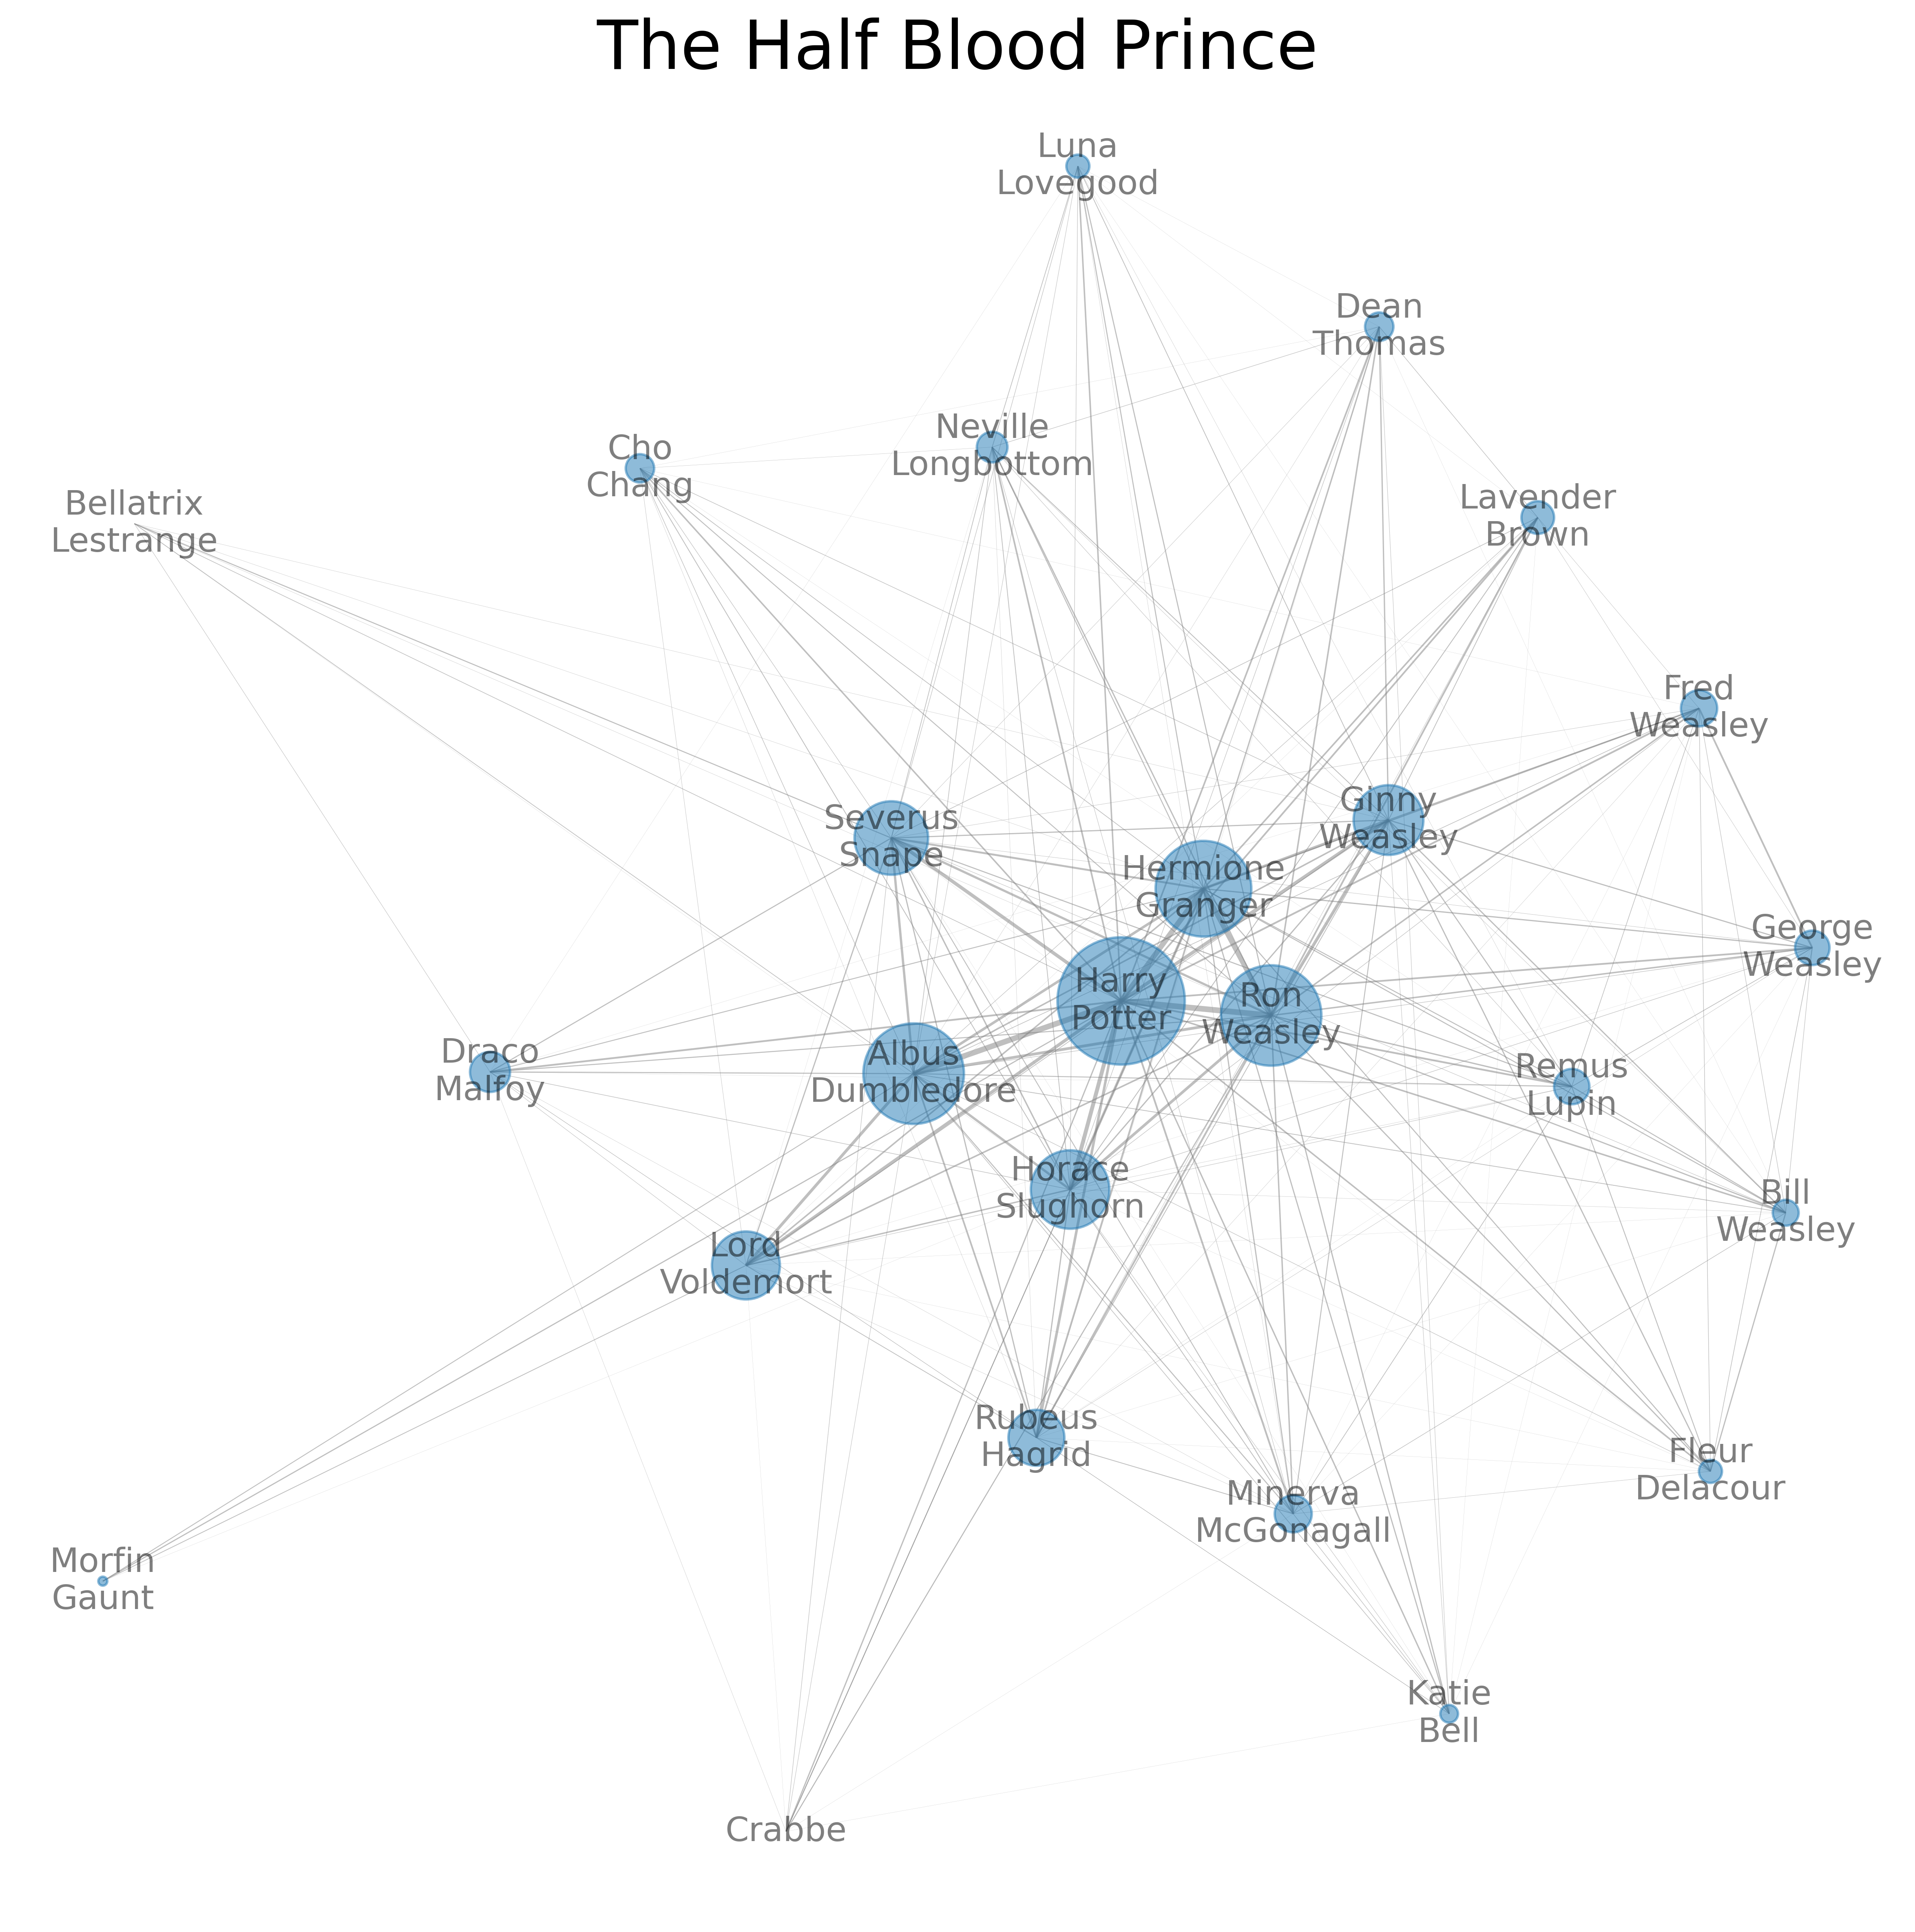 The Half Blood Prince
Luna
Lovegood
Dean
Thomas
Neville
Longbottom
Cho
Chang
Bellatrix
Lestrange
Lavender
Brown
Fred
Weasley
Ginny
Weasley
Severus
Snape
Hermione
Granger
George
Weasley
Harry
Potter
Ron
Weasley
Albus
Dumbledore
Draco
Malfoy
Remus
Lupin
Horace
Slughorn
Bill
Weasley
Lord
Voldemort
Rubeus
Hagrid
Fleur
Delacour
Minerva
McGonagall
Morfin
Gaunt
Katie
Bell
Crabbe